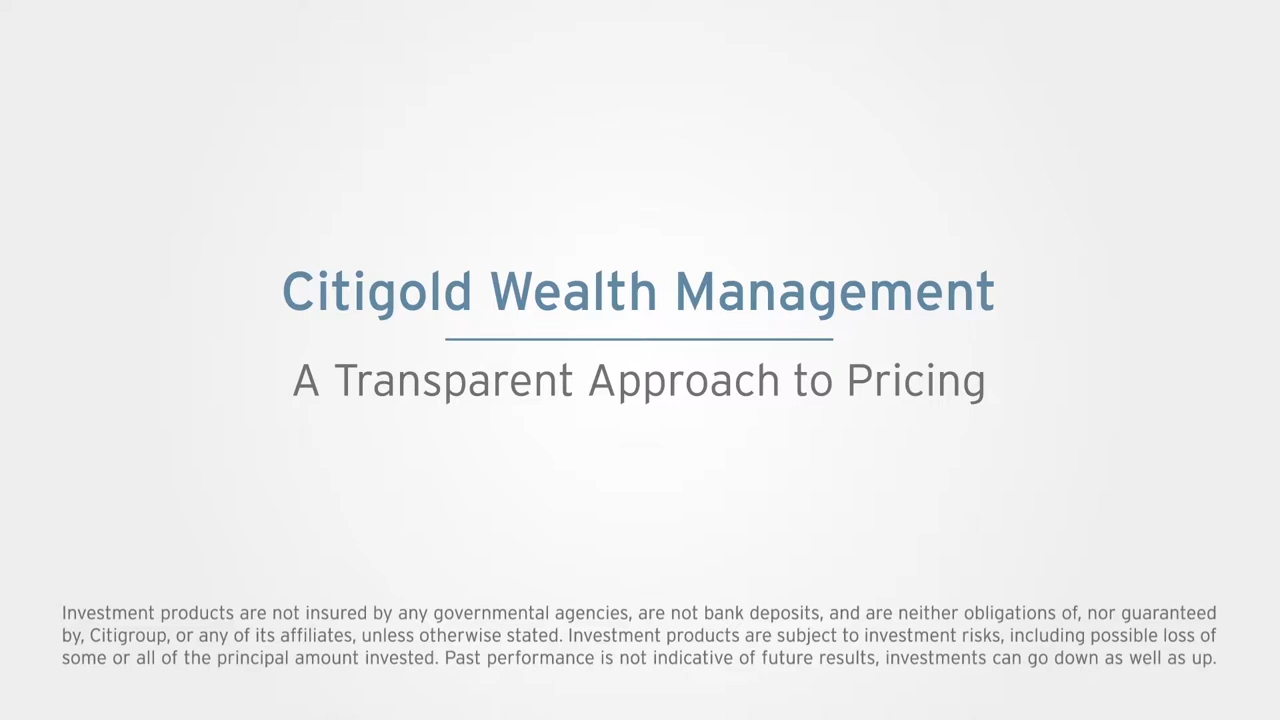 Citigold Wealth Management
A Transparent Approach to Pricing
Investment products are not insured by any governmental agencies, are not bank deposits, and are neither obligations of, nor guaranteed
by, Citigroup, or any of its affiliates, unless otherwise stated. Investment products are subject to investment risks, including possible loss of
some or all of the principal amount invested. Past performance is not indicative of future results, investments can go down as well as up.